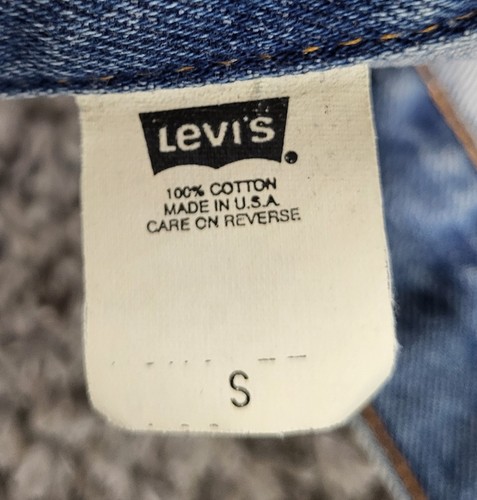 Levi's
100% COTTON
MADE IN U.S.A.
CARE ON REVERSE
S